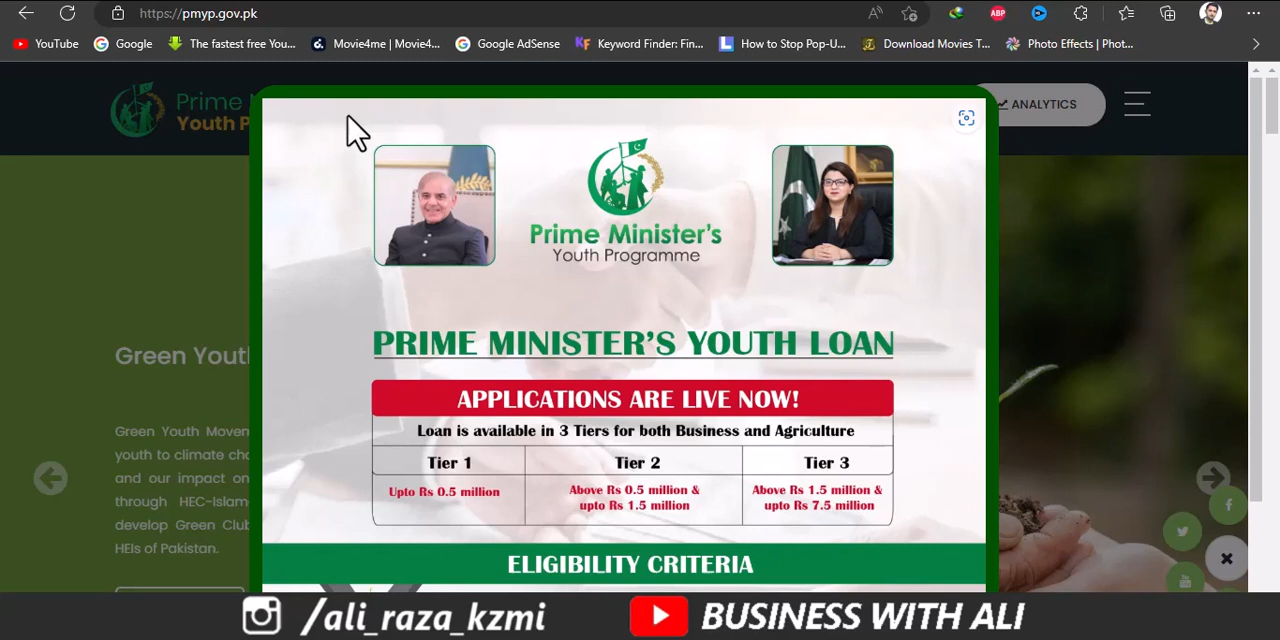 https://pmyp.gov.pk
YouTube
Google
The fastest free You...
Movie4me | Movie4...
Google AdSense
Keyword Finder: Fin...
How to Stop Pop-U...
Download Movies T...
Photo Effects | Phot...
ABP
Prime M
Youth P
ANALYTICS
Prime Minister's
Youth Programme
PRIME MINISTER'S YOUTH LOAN
APPLICATIONS ARE LIVE NOW!
Loan is available in 3 Tiers for both Business and Agriculture
Tier 1
Tier 2
Tier 3
Upto Rs 0.5 million
Above Rs 0.5 million &
upto Rs 1.5 million
Above Rs 1.5 million &
upto Rs 7.5 million
ELIGIBILITY CRITERIA
Green Yout
Green Youth Movem
youth to climate cha
and our impact on
through HEC-Islam
develop Green Club
HEIs of Pakistan.
/ali_raza_kzmi
BUSINESS WITH ALI